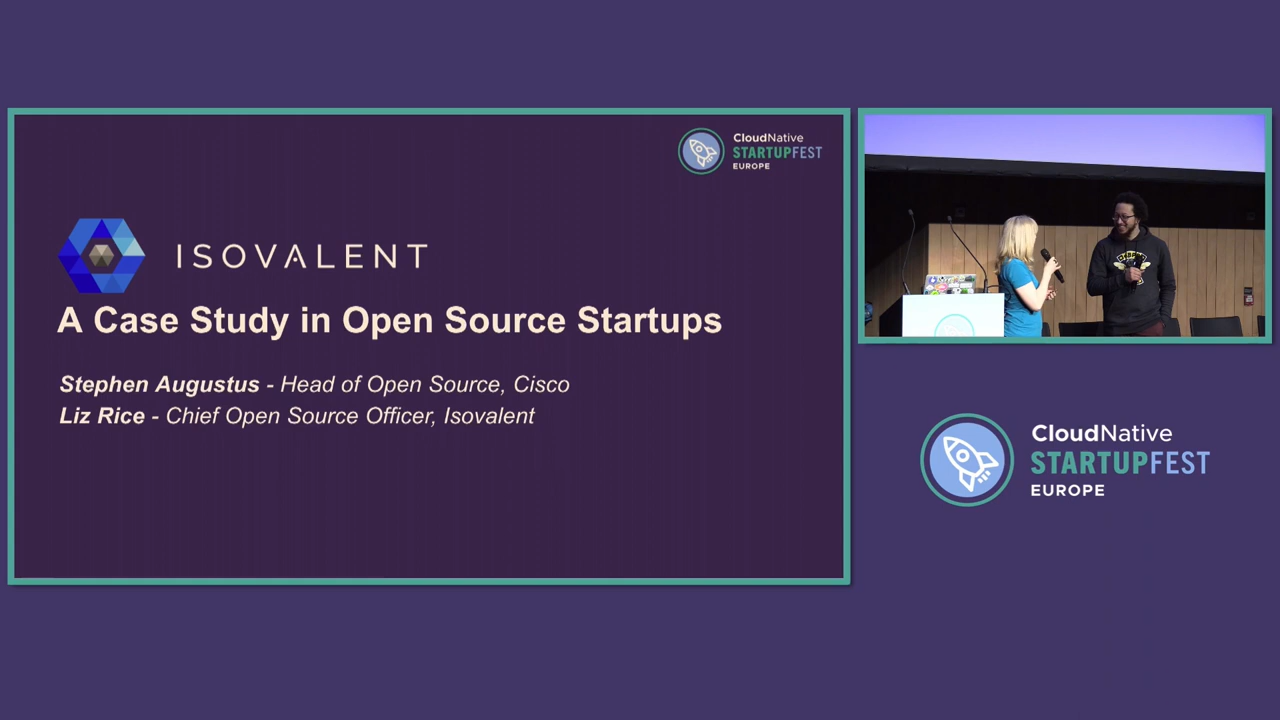 CloudNative
STARTUPFEST
EUROPE
ISOVALENT
A Case Study in Open Source Startups
Stephen Augustus - Head of Open Source, Cisco
Liz Rice - Chief Open Source Officer, Isovalent
CloudNative
STARTUPFEST
EUROPE